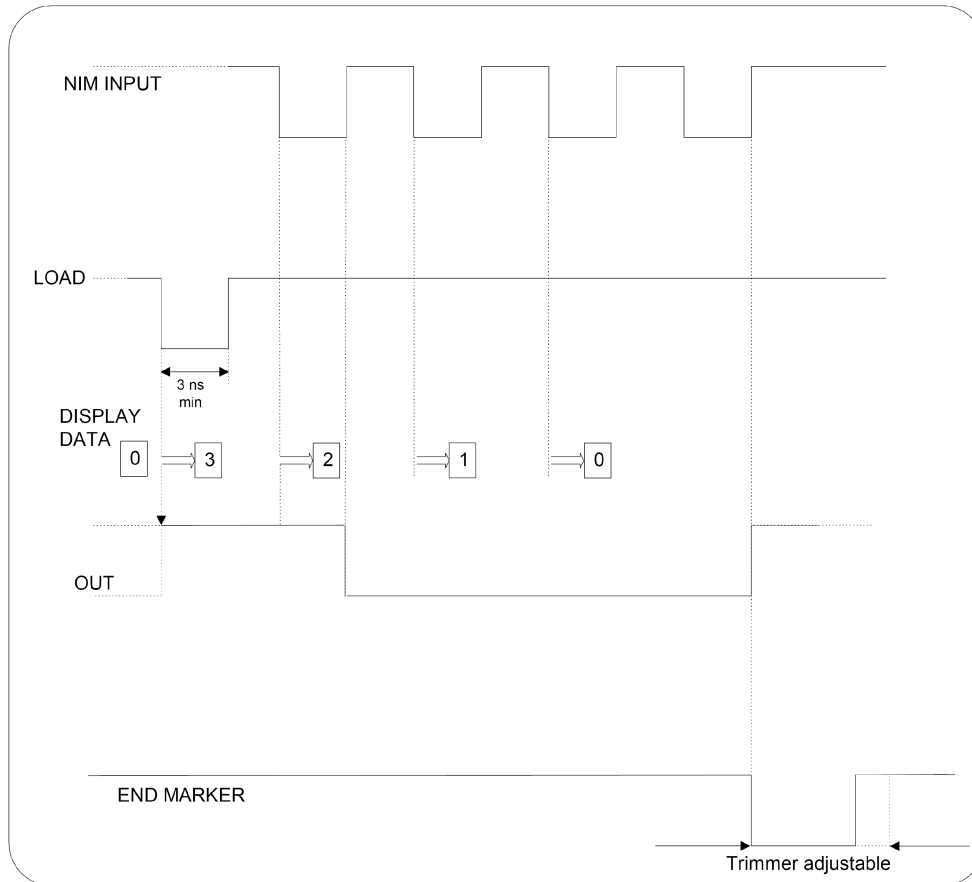 NIM INPUT
LOAD
3 ns
min
DISPLAY
DATA
0 3 2 1 0
OUT
END MARKER
Trimmer adjustable